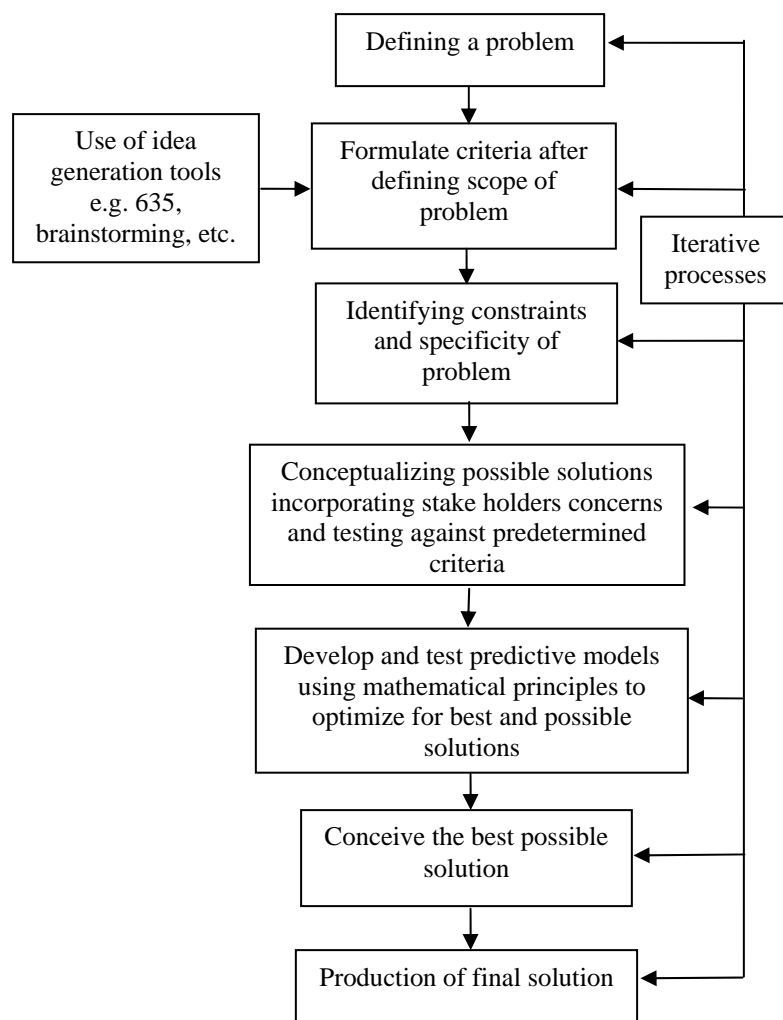 Defining a problem
Use of idea
generation tools
e.g. 635,
brainstorming, etc.
Formulate criteria after
defining scope of
problem
Iterative
processes
Identifying constraints
and specificity of
problem
Conceptualizing possible solutions
incorporating stake holders concerns
and testing against predetermined
criteria
Develop and test predictive models
using mathematical principles to
optimize for best and possible
solutions
Conceive the best possible
solution
Production of final solution